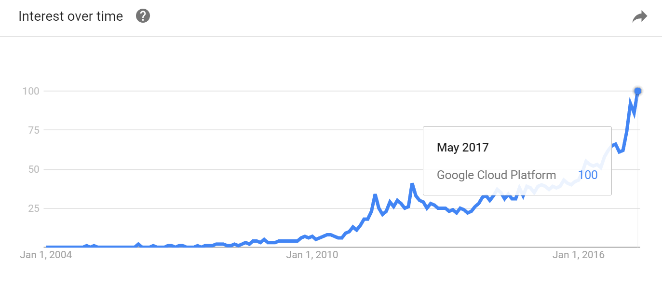 Interest over time ?
100
75
50
25
May 2017
Google Cloud Platform 100
Jan 1, 2004 Jan 1, 2010 Jan 1, 2016